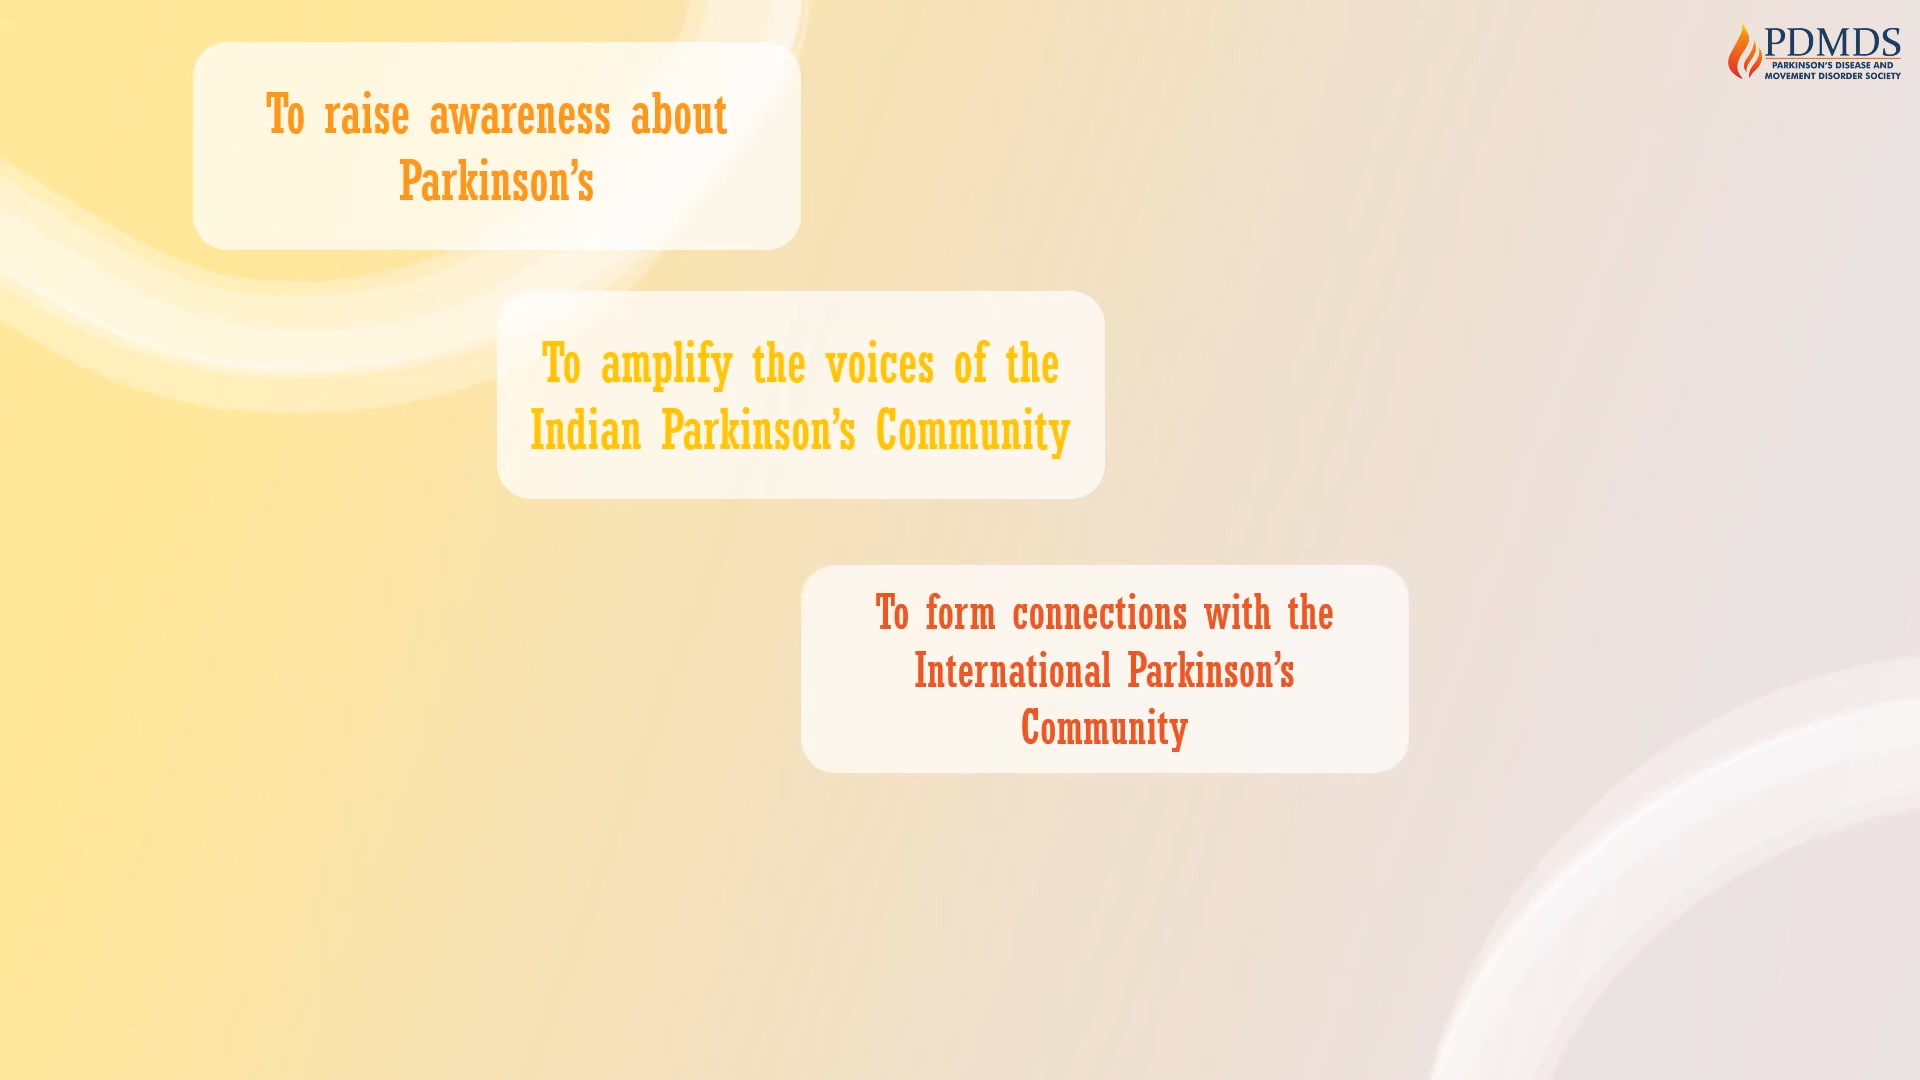 PDMDS
PARKINSON'S DISEASE AND
MOVEMENT DISORDER SOCIETY
To raise awareness about
Parkinson’s
To amplify the voices of the
Indian Parkinson’s Community
To form connections with the
International Parkinson’s
Community